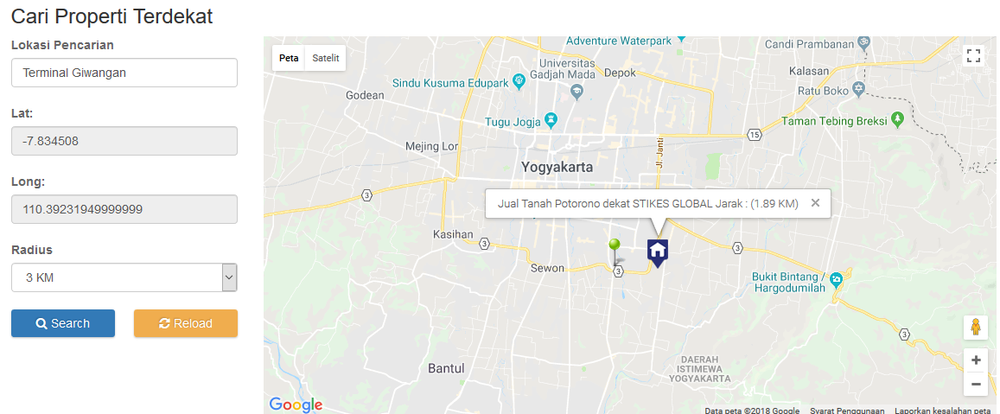 Cari Properti Terdekat
Lokasi Pencarian
Terminal Giwangan
Lat:
-7.834508
Long:
110.39231949999999
Radius
3 KM
Search
Reload
Peta
Satelit
Adventure Waterpark
Candi Prambanan
Universitas
Gadjah Mada
Depok
Kalasan
Sindu Kusuma Edupark
Godean
Ratu Boko
Tugu Jogja
Taman Tebing Breksi
15
Mejing Lor
Jl. Janti
Yogyakarta
3
Jual Tanah Potorono dekat STIKES GLOBAL Jarak : (1.89 KM)
Kasihan
3
3
Sewon
3
Bukit Bintang /
Hargodumilah
3
Bantul
DAERAH
ISTIMEWA
YOGYAKARTA
Google
Data peta ©2018 Google
Syarat Penggunaan
Laporkan kesalahan peta